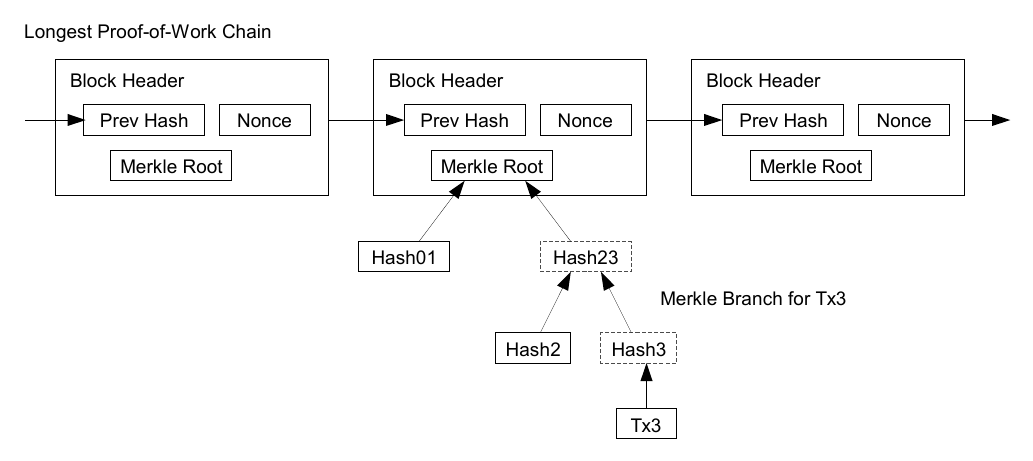 Longest Proof-of-Work Chain
Block Header
Prev Hash
Nonce
Merkle Root
Block Header
Prev Hash
Nonce
Merkle Root
Block Header
Prev Hash
Nonce
Merkle Root
Hash01
Hash23
Merkle Branch for Tx3
Hash2
Hash3
Tx3